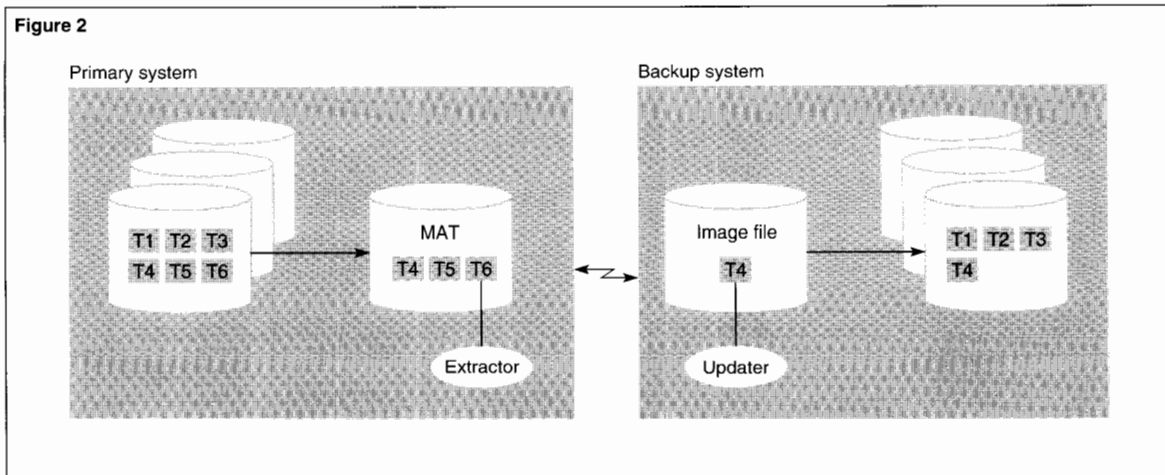 Figure 2
Primary system
Backup system
T1 T2 T3
T4 T5 T6
MAT
T4 T5 T6
Extractor
Image file
T4
Updater
T1 T2 T3
T4